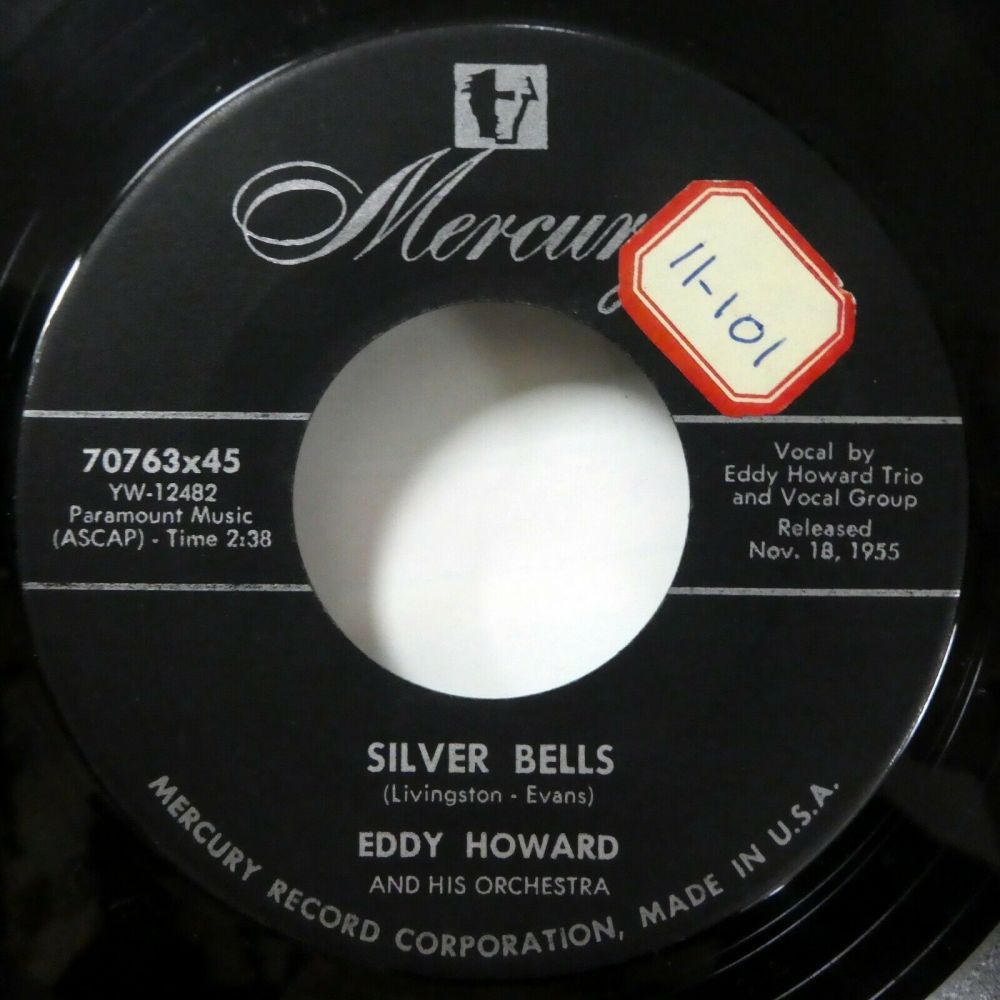 Mercury
11-101
70763x45
YW-12482
Paramount Music
(ASCAP) - Time 2:38
Vocal by
Eddy Howard Trio
and Vocal Group
Released
Nov. 18, 1955
SILVER BELLS
(Livingston - Evans)
EDDY HOWARD
AND HIS ORCHESTRA
MERCURY RECORD CORPORATION, MADE IN U.S.A.